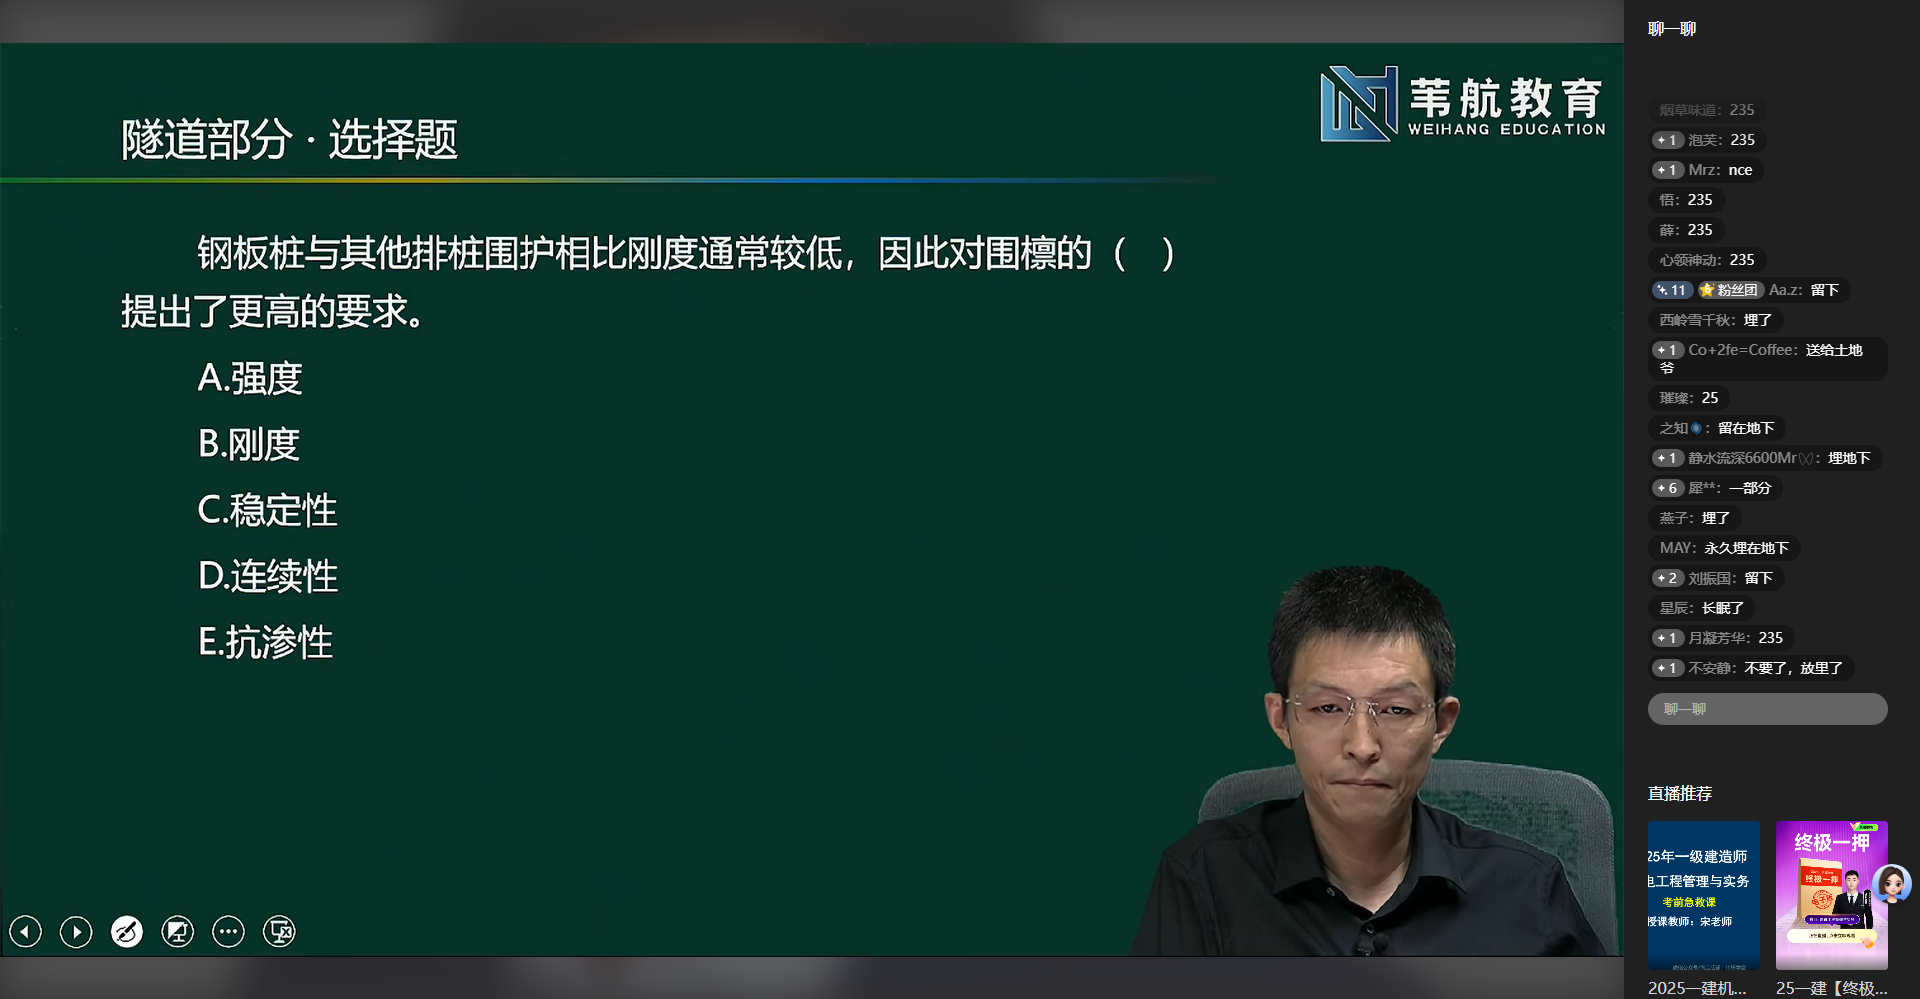 隧道部分·选择题
苇航教育
WEIHANG EDUCATION
钢板桩与其他排桩围护相比刚度通常较低，因此对围檩的（ ）
提出了更高的要求。
A.强度
B.刚度
C.稳定性
D.连续性
E.抗渗性
聊一聊
烟草味道：235
1 泡芙：235
1 Mrz：nce
悟：235
薛：235
心领神动：235
11 粉丝团 Aa.z：留下
西岭雪千秋：埋了
1 Co+2fe=Coffee：送给土地
爷
璀璨：25
之知：留在地下
1 静水流深6600Mr：埋地下
6 犀**：一部分
燕子：埋了
MAY：永久埋在地下
2 刘振国：留下
星辰：长眠了
1 月凝芳华：235
1 不安静：不要了，放里了
聊一聊
直播推荐
25年一级建造师
电工程管理与实务
考前急救课
授课教师：宋老师
2025一建机...
终极一押
终极一押
25一建【终极...